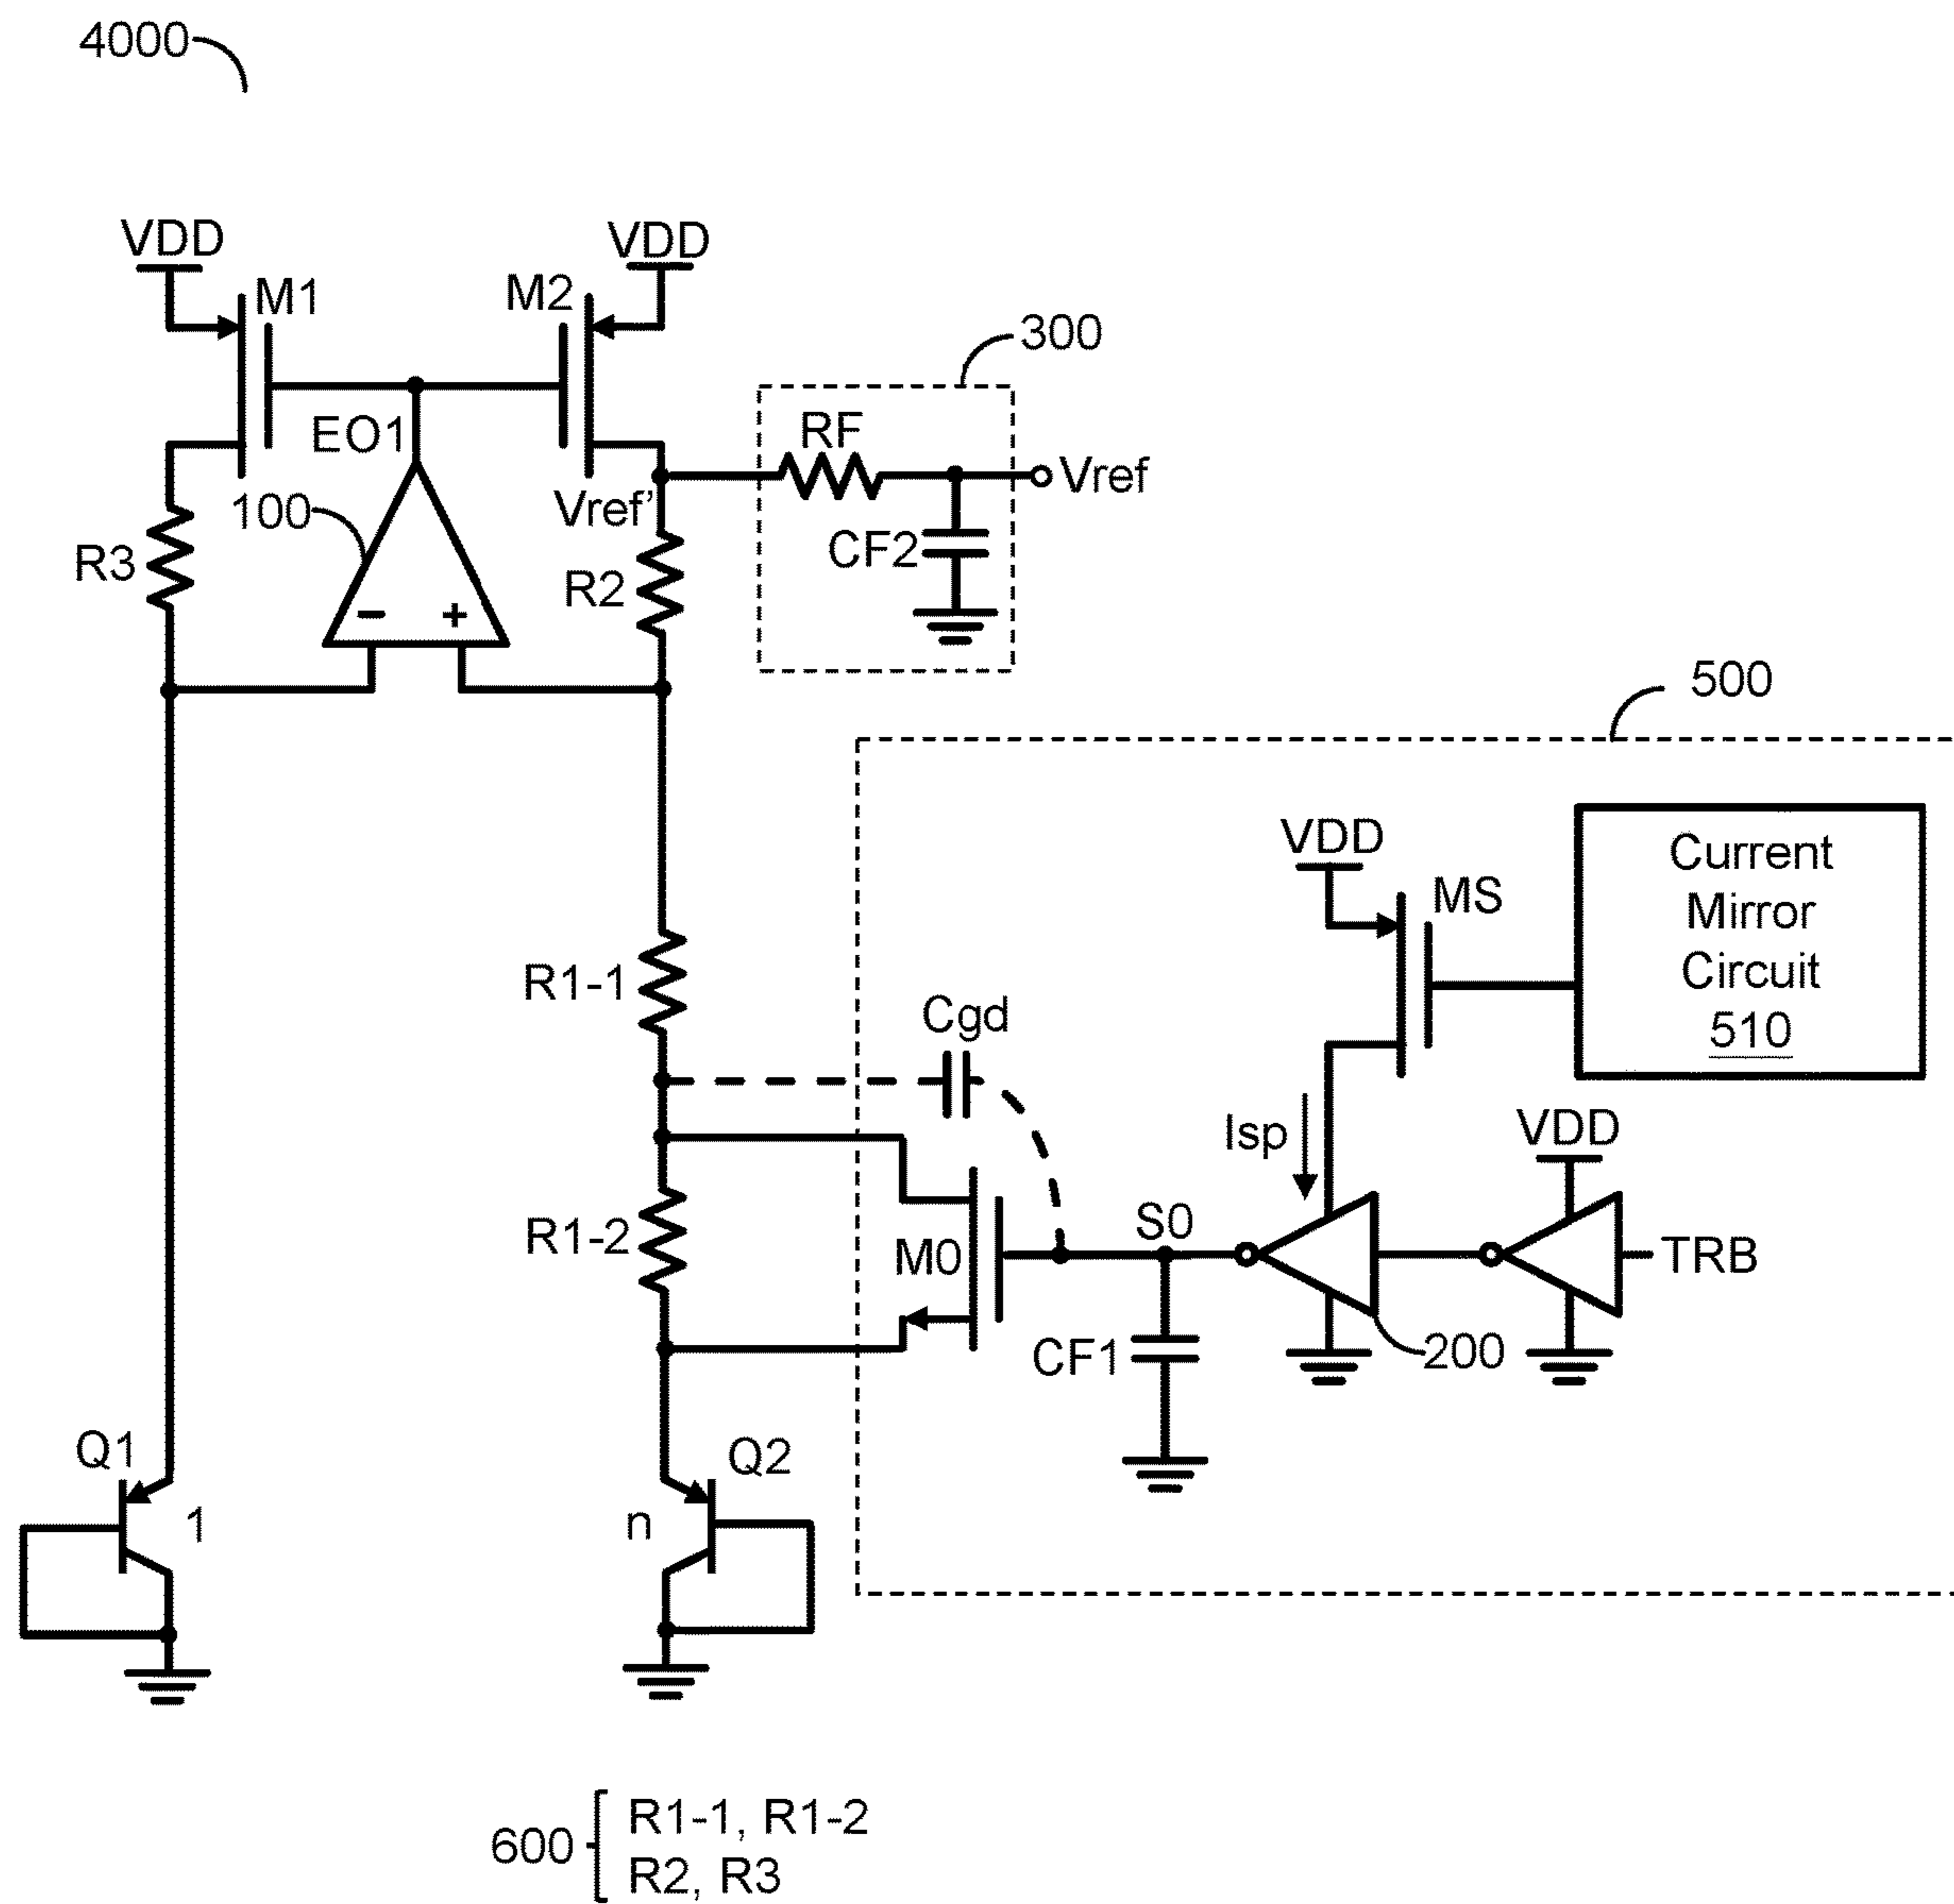 4000
VDD
VDD
M1
M2
300
EO1
RF
Vref
100
Vref'
R3
R2
CF2
-
+
500
VDD
MS
Current
Mirror
Circuit
510
R1-1
Cgd
Isp
VDD
R1-2
M0
S0
TRB
CF1
200
Q1
Q2
1
n
600
R1-1, R1-2
R2, R3